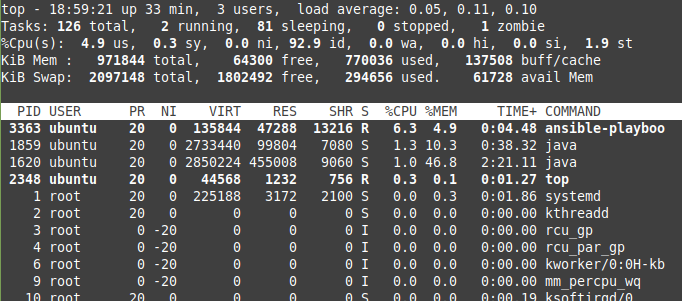 top - 18:59:21 up 33 min,  3 users,  load average: 0.05, 0.11, 0.10
Tasks: 126 total,   2 running,  81 sleeping,   0 stopped,   1 zombie
%Cpu(s):  4.9 us,  0.3 sy,  0.0 ni, 92.9 id,  0.0 wa,  0.0 hi,  0.0 si,  1.9 st
KiB Mem :   971844 total,    64300 free,   770036 used,   137508 buff/cache
KiB Swap:  2097148 total,  1802492 free,   294656 used.    61728 avail Mem
PID USER      PR  NI    VIRT    RES    SHR S  %CPU %MEM     TIME+ COMMAND
3363 ubuntu    20   0  135844  47288  13216 R   6.3  4.9   0:04.48 ansible-playboo
1859 ubuntu    20   0 2733440  99804   7080 S   1.3 10.3   0:38.32 java
1620 ubuntu    20   0 2850224 455008   9060 S   1.0 46.8   2:21.11 java
2348 ubuntu    20   0   44568   1232    756 R   0.3  0.1   0:01.27 top
1 root      20   0  225188   3172   2100 S   0.0  0.3   0:01.86 systemd
2 root      20   0       0      0      0 S   0.0  0.0   0:00.00 kthreadd
3 root       0 -20       0      0      0 I   0.0  0.0   0:00.00 rcu_gp
4 root       0 -20       0      0      0 I   0.0  0.0   0:00.00 rcu_par_gp
6 root       0 -20       0      0      0 I   0.0  0.0   0:00.00 kworker/0:0H-kb
9 root       0 -20       0      0      0 I   0.0  0.0   0:00.00 mm_percpu_wq
10 root      20   0       0      0      0 S   0.0  0.0   0:00.19 ksoftirqd/0